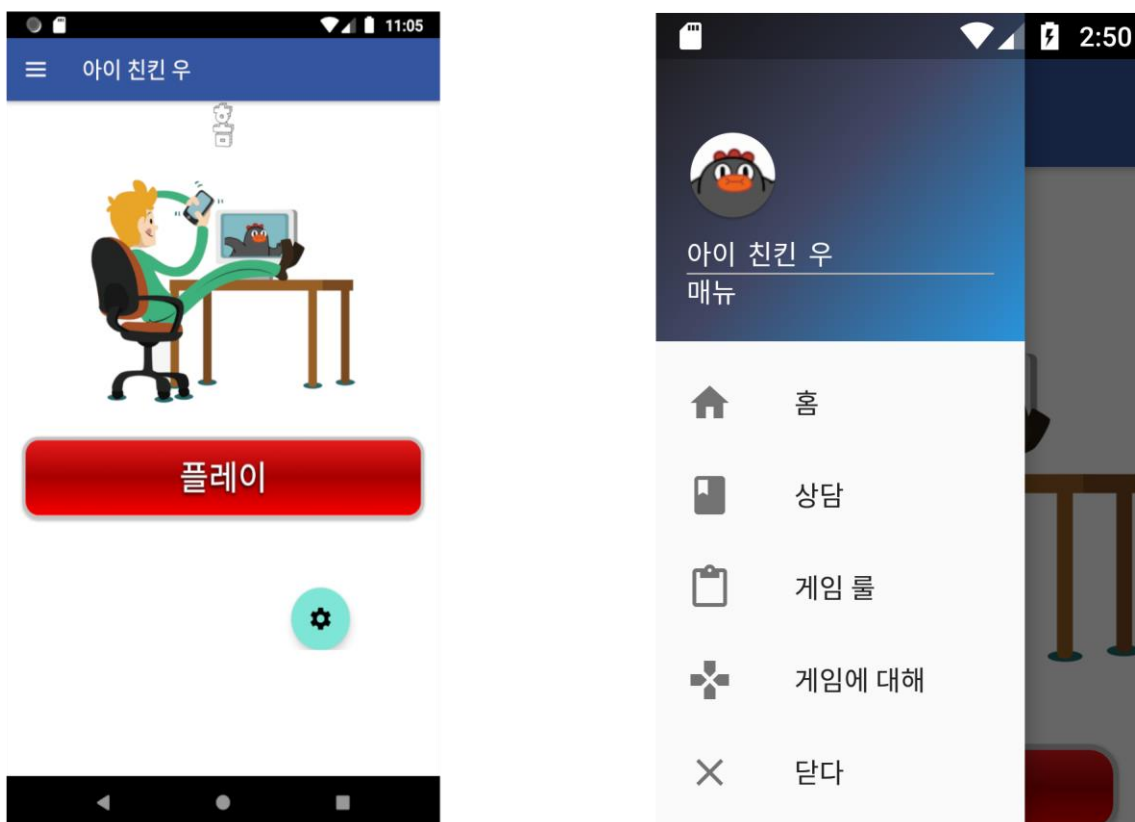 11:05
아이 친킨 우
홈
플레이
2:50
아이 친킨 우
매뉴
홈
상담
게임 룰
게임에 대해
닫다